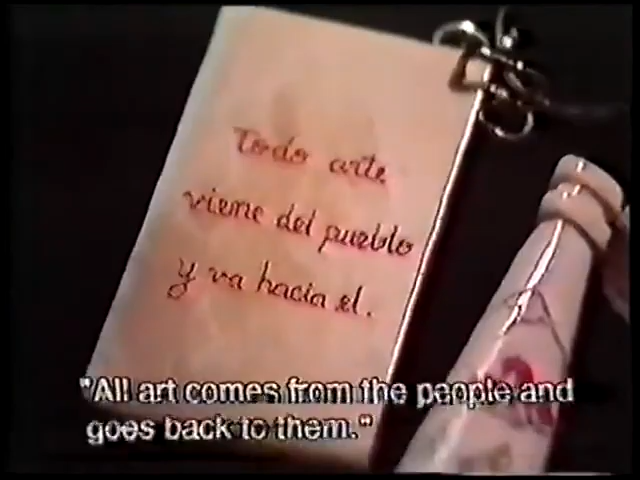 Todo arte
viene del pueblo
y va hacia el.
"All art comes from the people and
goes back to them."